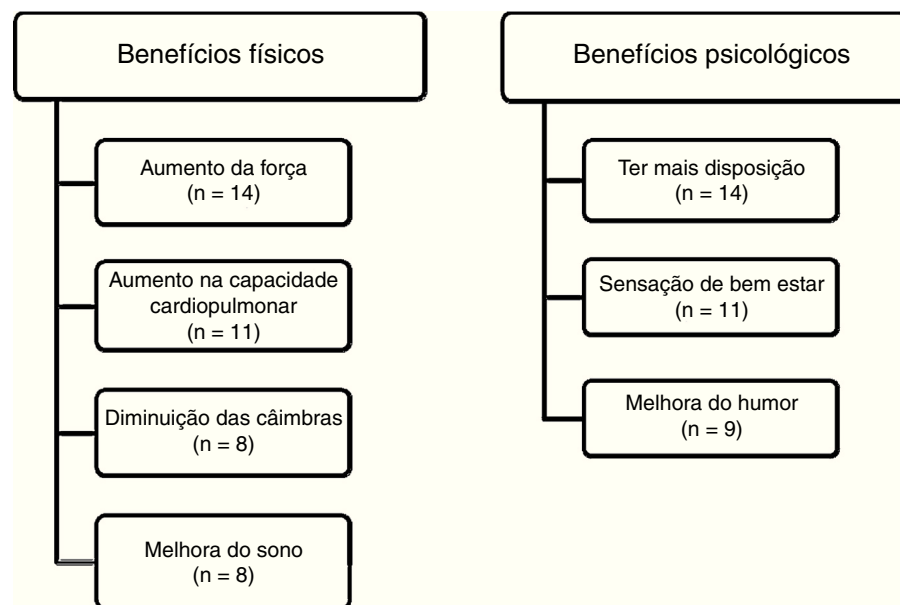 Benefícios físicos
Aumento da força
(n = 14)
Aumento na capacidade
cardiopulmonar
(n = 11)
Diminuição das câimbras
(n = 8)
Melhora do sono
(n = 8)
Benefícios psicológicos
Ter mais disposição
(n = 14)
Sensação de bem estar
(n = 11)
Melhora do humor
(n = 9)